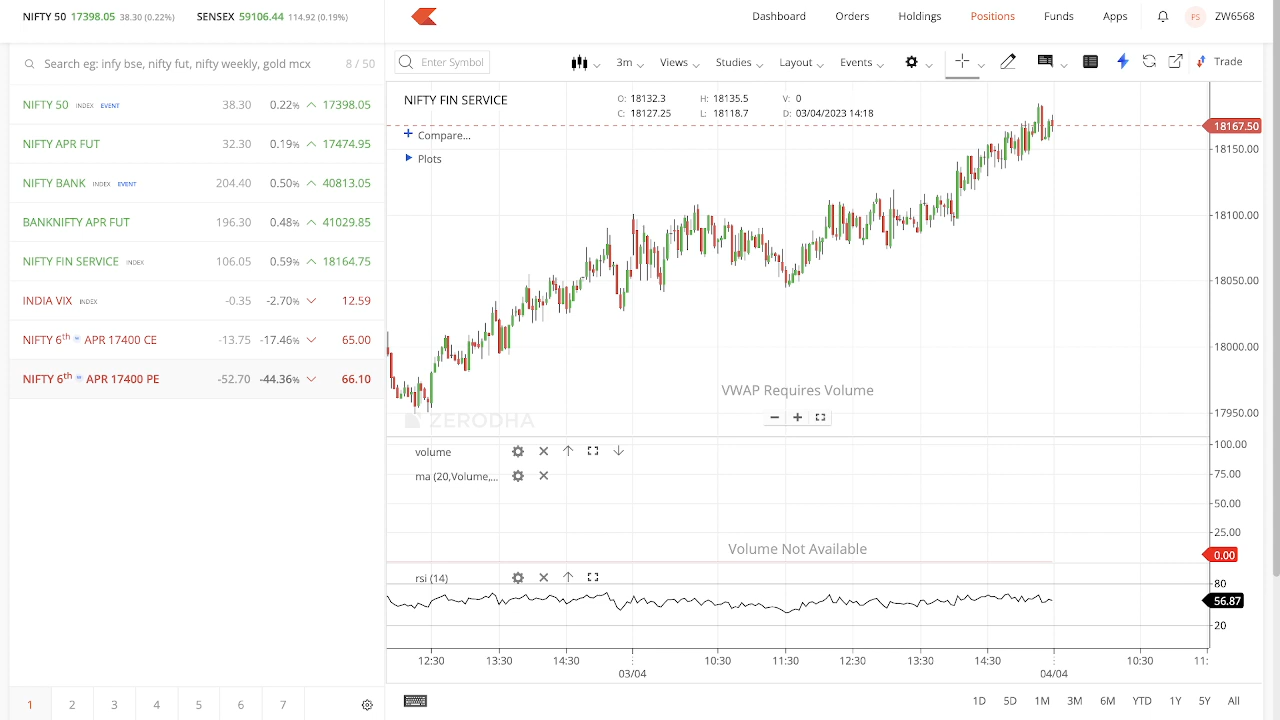 NIFTY 50 17398.05 38.30 (0.22%) SENSEX 59106.44 114.92 (0.19%)
Dashboard Orders Holdings Positions Funds Apps PS ZW6568
Search eg: infy bse, nifty fut, nifty weekly, gold mcx 8 / 50
NIFTY 50 INDEX EVENT 38.30 0.22% 17398.05
NIFTY APR FUT 32.30 0.19% 17474.95
NIFTY BANK INDEX EVENT 204.40 0.50% 40813.05
BANKNIFTY APR FUT 196.30 0.48% 41029.85
NIFTY FIN SERVICE INDEX 106.05 0.59% 18164.75
INDIA VIX INDEX -0.35 -2.70% 12.59
NIFTY 6th APR 17400 CE -13.75 -17.46% 65.00
NIFTY 6th APR 17400 PE -52.70 -44.36% 66.10
1 2 3 4 5 6 7
Enter Symbol 3m Views Studies Layout Events Trade
NIFTY FIN SERVICE O: 18132.3 H: 18135.5 V: 0
C: 18127.25 L: 18118.7 D: 03/04/2023 14:18
+ Compare...
Plots
18167.50
18150.00
18100.00
18050.00
18000.00
17950.00
VWAP Requires Volume
ZERODHA
volume
ma (20,Volume,...
100.00
75.00
50.00
25.00
0.00
Volume Not Available
rsi (14)
80
56.87
20
12:30 13:30 14:30 10:30 11:30 12:30 13:30 14:30 10:30 11:
03/04 04/04
1D 5D 1M 3M 6M YTD 1Y 5Y All